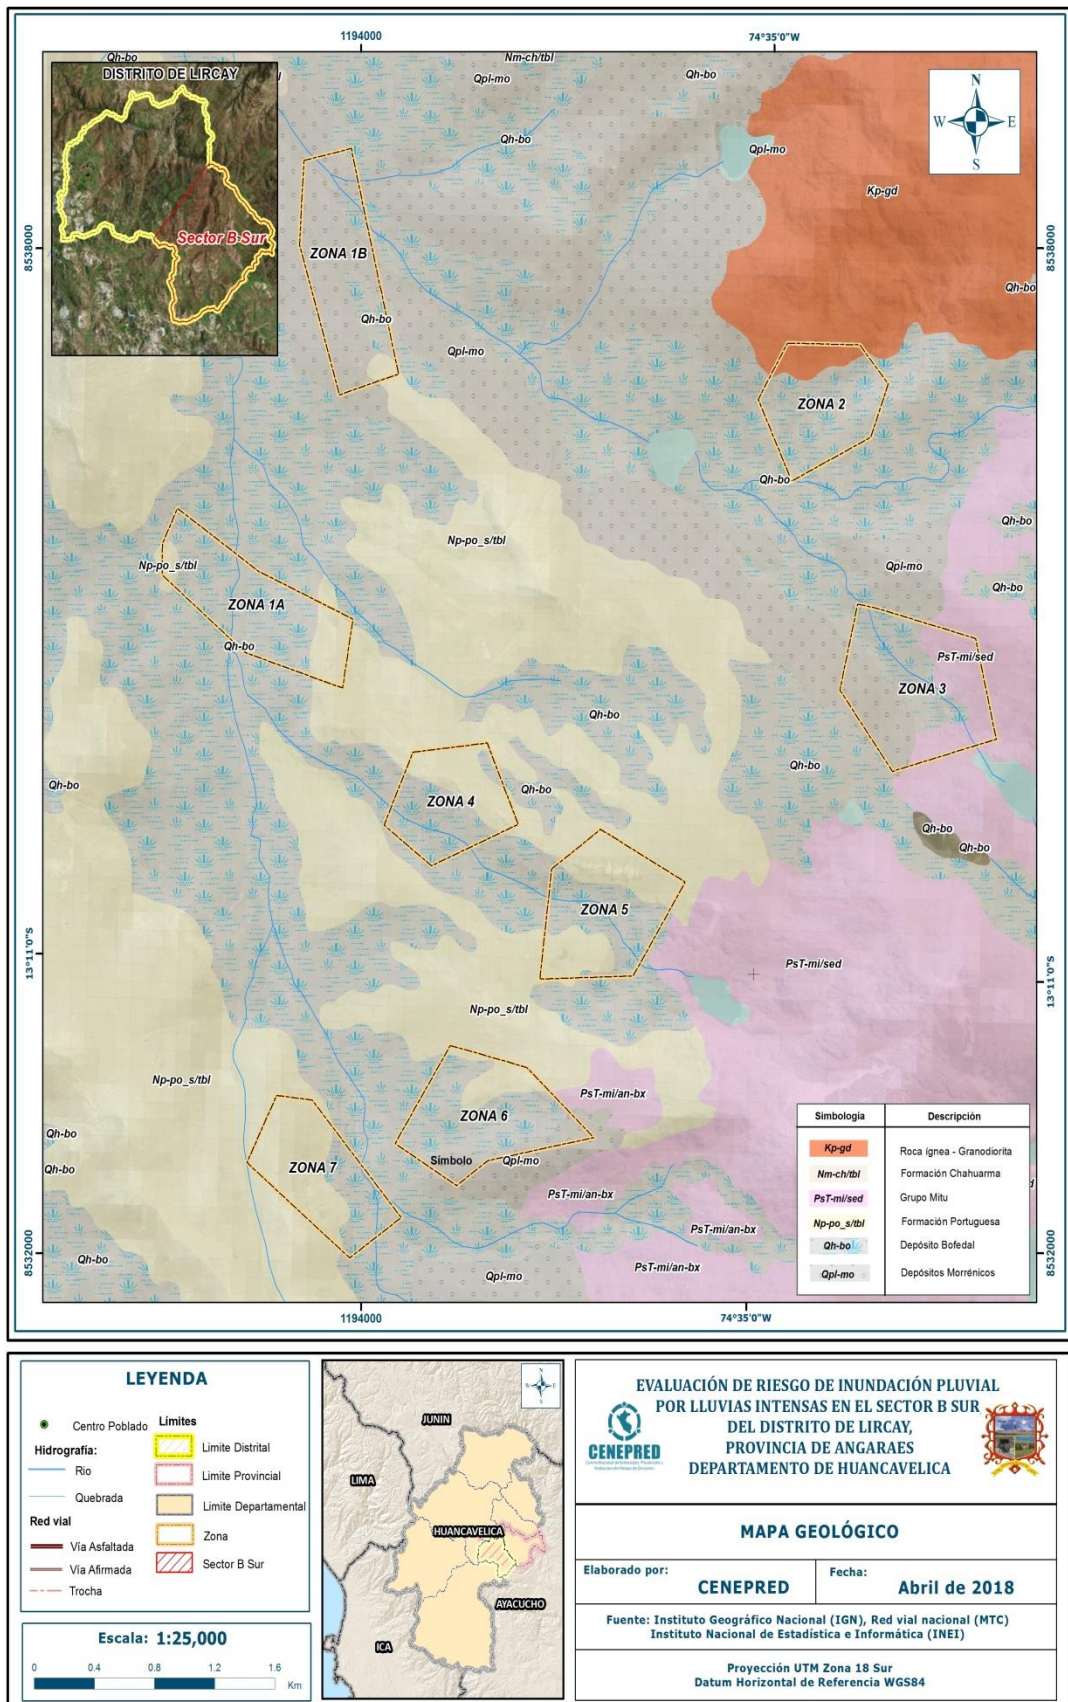 1194000
74°35'0"W
Qh-bo
DISTRITO DE LIRCAY
Sector B Sur
Nm-ch/tbl
Qpl-mo
Qh-bo
Qh-bo
Qpl-mo
Kp-gd
N
W
E
S
8538000
8538000
ZONA 1B
Qh-bo
Qpl-mo
Qh-bo
ZONA 2
Qh-bo
Np-po_s/tbl
Qh-bo
Np-po_s/tbl
Qpl-mo
Qh-bo
ZONA 1A
Qh-bo
PsT-mi/sed
ZONA 3
Qh-bo
Qh-bo
Qh-bo
ZONA 4
Qh-bo
Qh-bo
Qh-bo
ZONA 5
13°11'0"S
PsT-mi/sed
13°11'0"S
Np-po_s/tbl
Np-po_s/tbl
PsT-mi/an-bx
ZONA 6
Qh-bo
Qh-bo
ZONA 7
Símbolo
Qpl-mo
PsT-mi/an-bx
PsT-mi/an-bx
8532000
Qh-bo
Qpl-mo
PsT-mi/an-bx
8532000
Simbología Descripción
Kp-gd Roca ígnea - Granodiorita
Nm-ch/tbl Formación Chahuarma
PsT-mi/sed Grupo Mitu
Np-po_s/tbl Formación Portuguesa
Qh-bo Depósito Bofedal
Qpl-mo Depósitos Morrénicos
1194000
74°35'0"W
LEYENDA
Centro Poblado
Hidrografía:
Rio
Quebrada
Red vial
Vía Asfaltada
Vía Afirmada
Trocha
Límites
Limite Distrital
Limite Provincial
Limite Departamental
Zona
Sector B Sur
Escala: 1:25,000
0 0.4 0.8 1.2 1.6
Km
N
W
E
S
JUNIN
LIMA
HUANCAVELICA
AYACUCHO
ICA
EVALUACIÓN DE RIESGO DE INUNDACIÓN PLUVIAL
POR LLUVIAS INTENSAS EN EL SECTOR B SUR
DEL DISTRITO DE LIRCAY,
PROVINCIA DE ANGARAES
DEPARTAMENTO DE HUANCAVELICA
CENEPRED
MAPA GEOLÓGICO
Elaborado por:
CENEPRED
Fecha:
Abril de 2018
Fuente: Instituto Geográfico Nacional (IGN), Red vial nacional (MTC)
Instituto Nacional de Estadística e Informática (INEI)
Proyección UTM Zona 18 Sur
Datum Horizontal de Referencia WGS84